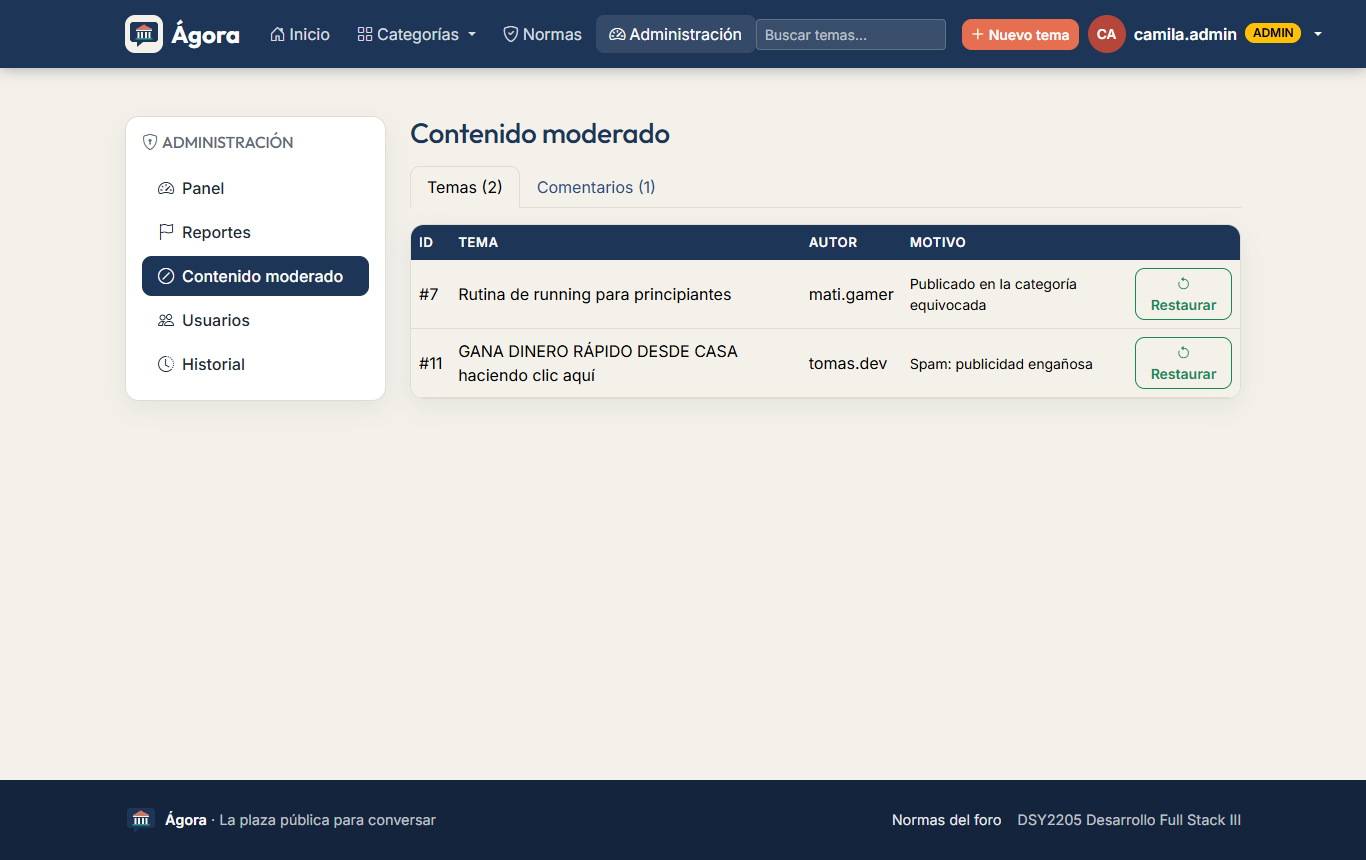 Ágora
Inicio
Categorías
Normas
Administración
Buscar temas...
+ Nuevo tema
CA
camila.admin
ADMIN
ADMINISTRACIÓN
Panel
Reportes
Contenido moderado
Usuarios
Historial
Contenido moderado
Temas (2)
Comentarios (1)
ID TEMA AUTOR MOTIVO
#7 Rutina de running para principiantes mati.gamer Publicado en la categoría
equivocada
Restaurar
#11 GANA DINERO RÁPIDO DESDE CASA
haciendo clic aquí
tomas.dev Spam: publicidad engañosa
Restaurar
Ágora · La plaza pública para conversar
Normas del foro DSY2205 Desarrollo Full Stack III